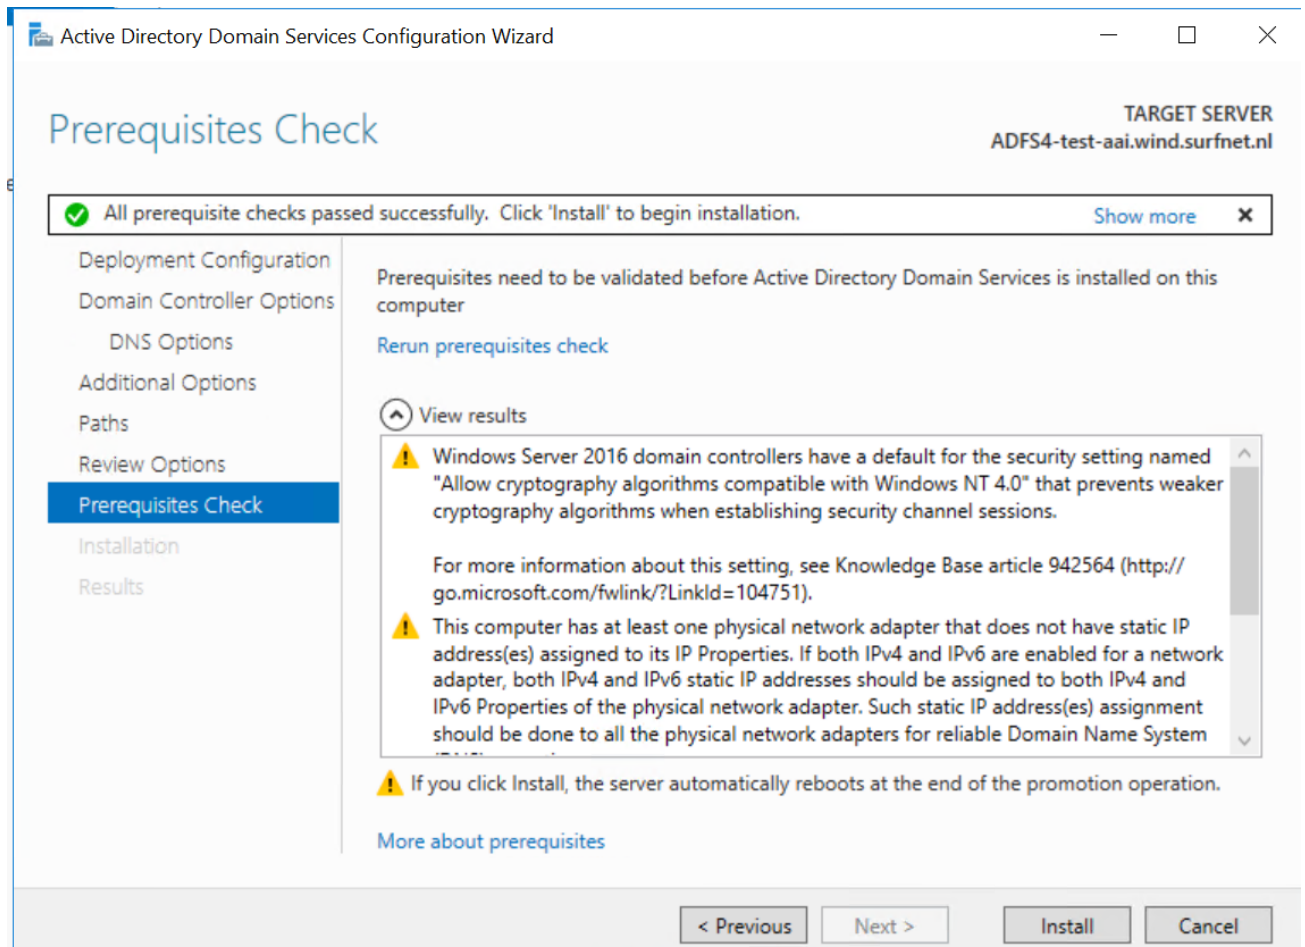 Active Directory Domain Services Configuration Wizard
Prerequisites Check
TARGET SERVER
ADFS4-test-aai.wind.surfnet.nl
All prerequisite checks passed successfully. Click 'Install' to begin installation.
Show more
Deployment Configuration
Domain Controller Options
DNS Options
Additional Options
Paths
Review Options
Prerequisites Check
Installation
Results
Prerequisites need to be validated before Active Directory Domain Services is installed on this
computer
Rerun prerequisites check
View results
Windows Server 2016 domain controllers have a default for the security setting named
"Allow cryptography algorithms compatible with Windows NT 4.0" that prevents weaker
cryptography algorithms when establishing security channel sessions.
For more information about this setting, see Knowledge Base article 942564 (http://
go.microsoft.com/fwlink/?LinkId=104751).
This computer has at least one physical network adapter that does not have static IP
address(es) assigned to its IP Properties. If both IPv4 and IPv6 are enabled for a network
adapter, both IPv4 and IPv6 static IP addresses should be assigned to both IPv4 and
IPv6 Properties of the physical network adapter. Such static IP address(es) assignment
should be done to all the physical network adapters for reliable Domain Name System
If you click Install, the server automatically reboots at the end of the promotion operation.
More about prerequisites
< Previous
Next >
Install
Cancel